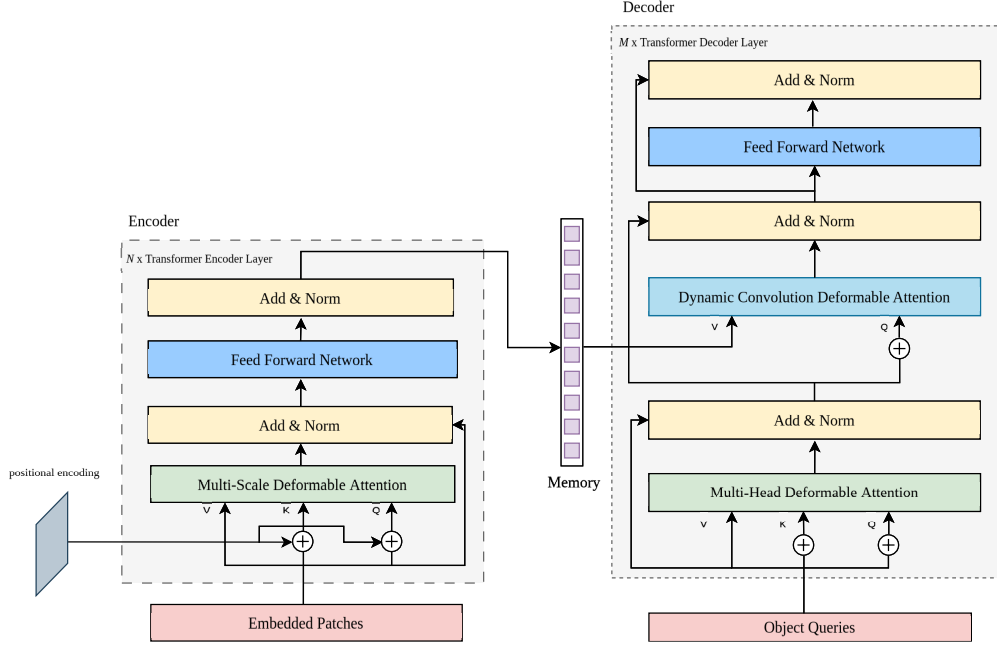 Decoder
M x Transformer Decoder Layer
Add & Norm
Feed Forward Network
Add & Norm
Dynamic Convolution Deformable Attention
V
Q
Add & Norm
Multi-Head Deformable Attention
V
K
Q
Object Queries
Encoder
N x Transformer Encoder Layer
Add & Norm
Feed Forward Network
Add & Norm
positional encoding
Multi-Scale Deformable Attention
V
K
Q
Embedded Patches
Memory